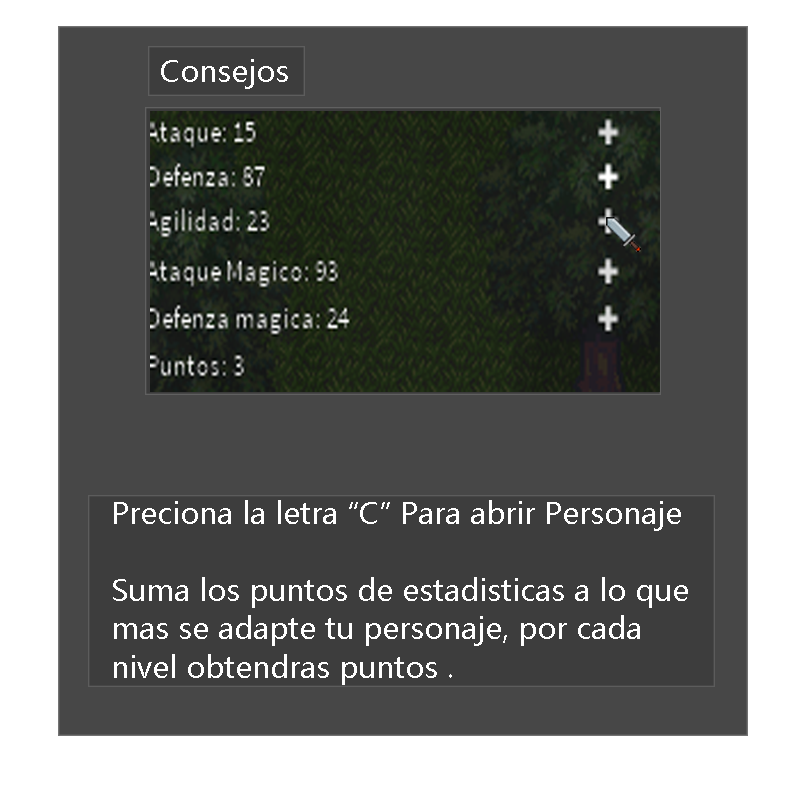 Consejos
Ataque: 15
Defenza: 87
Agilidad: 23
Ataque Magico: 93
Defenza magica: 24
Puntos: 3
Preciona la letra “C” Para abrir Personaje
Suma los puntos de estadisticas a lo que
mas se adapte tu personaje, por cada
nivel obtendras puntos .